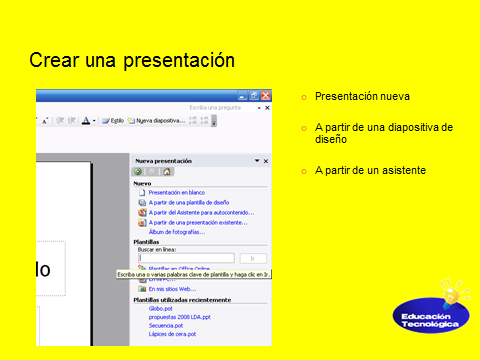 Crear una presentación
Presentación nueva
A partir de una diapositiva de
diseño
A partir de un asistente
Escriba una pregunta
A
Estilo
Nueva diapositiva...
Nueva presentación
Nuevo
Presentación en blanco
A partir de una plantilla de diseño
A partir del Asistente para autocontenido...
A partir de una presentación existente...
Álbum de fotografías...
Plantillas
Buscar en línea:
Ir
Plantillas en Office Online
Escriba una o varias palabras clave de plantilla y haga clic en Ir.
En mis sitios Web...
Plantillas utilizadas recientemente
Globo.pot
propuestas 2008 LDA.ppt
Secuencia.pot
Lápices de cera.pot
lo
Educación
Tecnológica